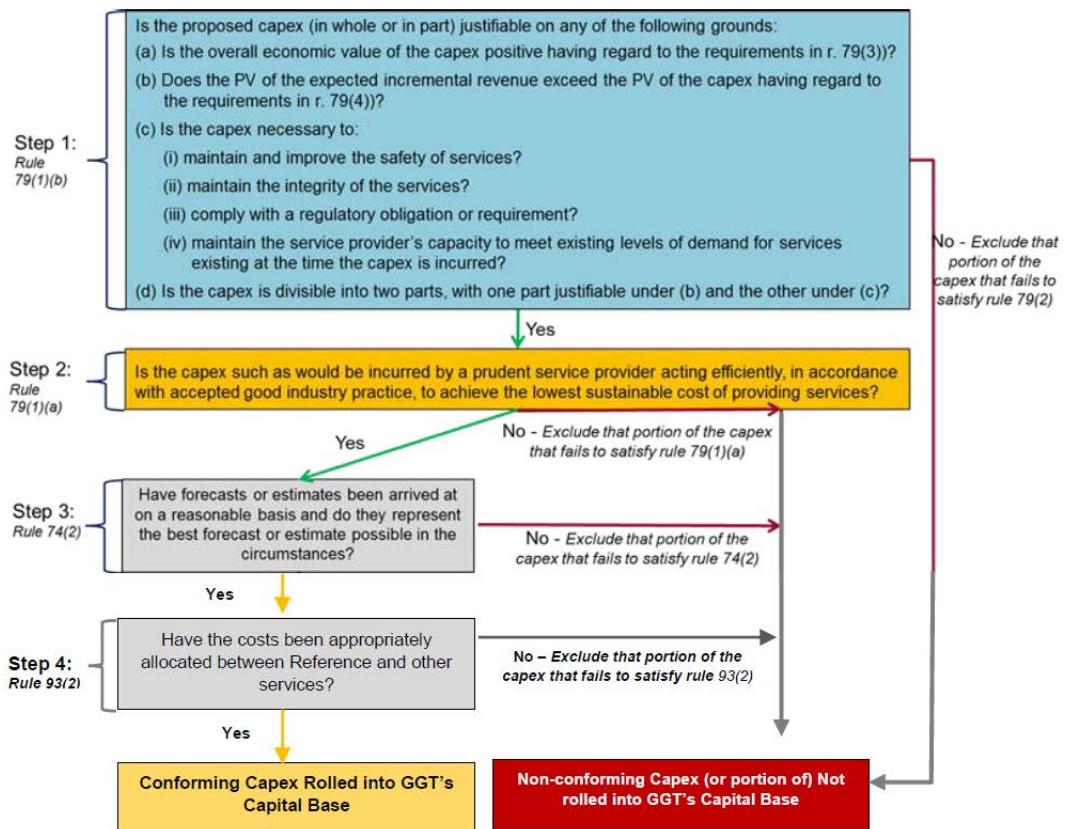 Is the proposed capex (in whole or in part) justifiable on any of the following grounds:
(a) Is the overall economic value of the capex positive having regard to the requirements in r. 79(3))?
(b) Does the PV of the expected incremental revenue exceed the PV of the capex having regard to
the requirements in r. 79(4))?
(c) Is the capex necessary to:
(i) maintain and improve the safety of services?
(ii) maintain the integrity of the services?
(iii) comply with a regulatory obligation or requirement?
(iv) maintain the service provider's capacity to meet existing levels of demand for services
existing at the time the capex is incurred?
(d) Is the capex is divisible into two parts, with one part justifiable under (b) and the other under (c)?
Step 1:
Rule
79(1)(b)
No - Exclude that
portion of the
capex that fails to
satisfy rule 79(2)
Yes
Step 2:
Rule
79(1)(a)
Is the capex such as would be incurred by a prudent service provider acting efficiently, in accordance
with accepted good industry practice, to achieve the lowest sustainable cost of providing services?
Yes
No - Exclude that portion of the capex
that fails to satisfy rule 79(1)(a)
Step 3:
Rule 74(2)
Have forecasts or estimates been arrived at
on a reasonable basis and do they represent
the best forecast or estimate possible in the
circumstances?
No - Exclude that portion of the
capex that fails to satisfy rule 74(2)
Yes
Step 4:
Rule 93(2)
Have the costs been appropriately
allocated between Reference and other
services?
No – Exclude that portion of the
capex that fails to satisfy rule 93(2)
Yes
Conforming Capex Rolled into GGT's
Capital Base
Non-conforming Capex (or portion of) Not
rolled into GGT's Capital Base